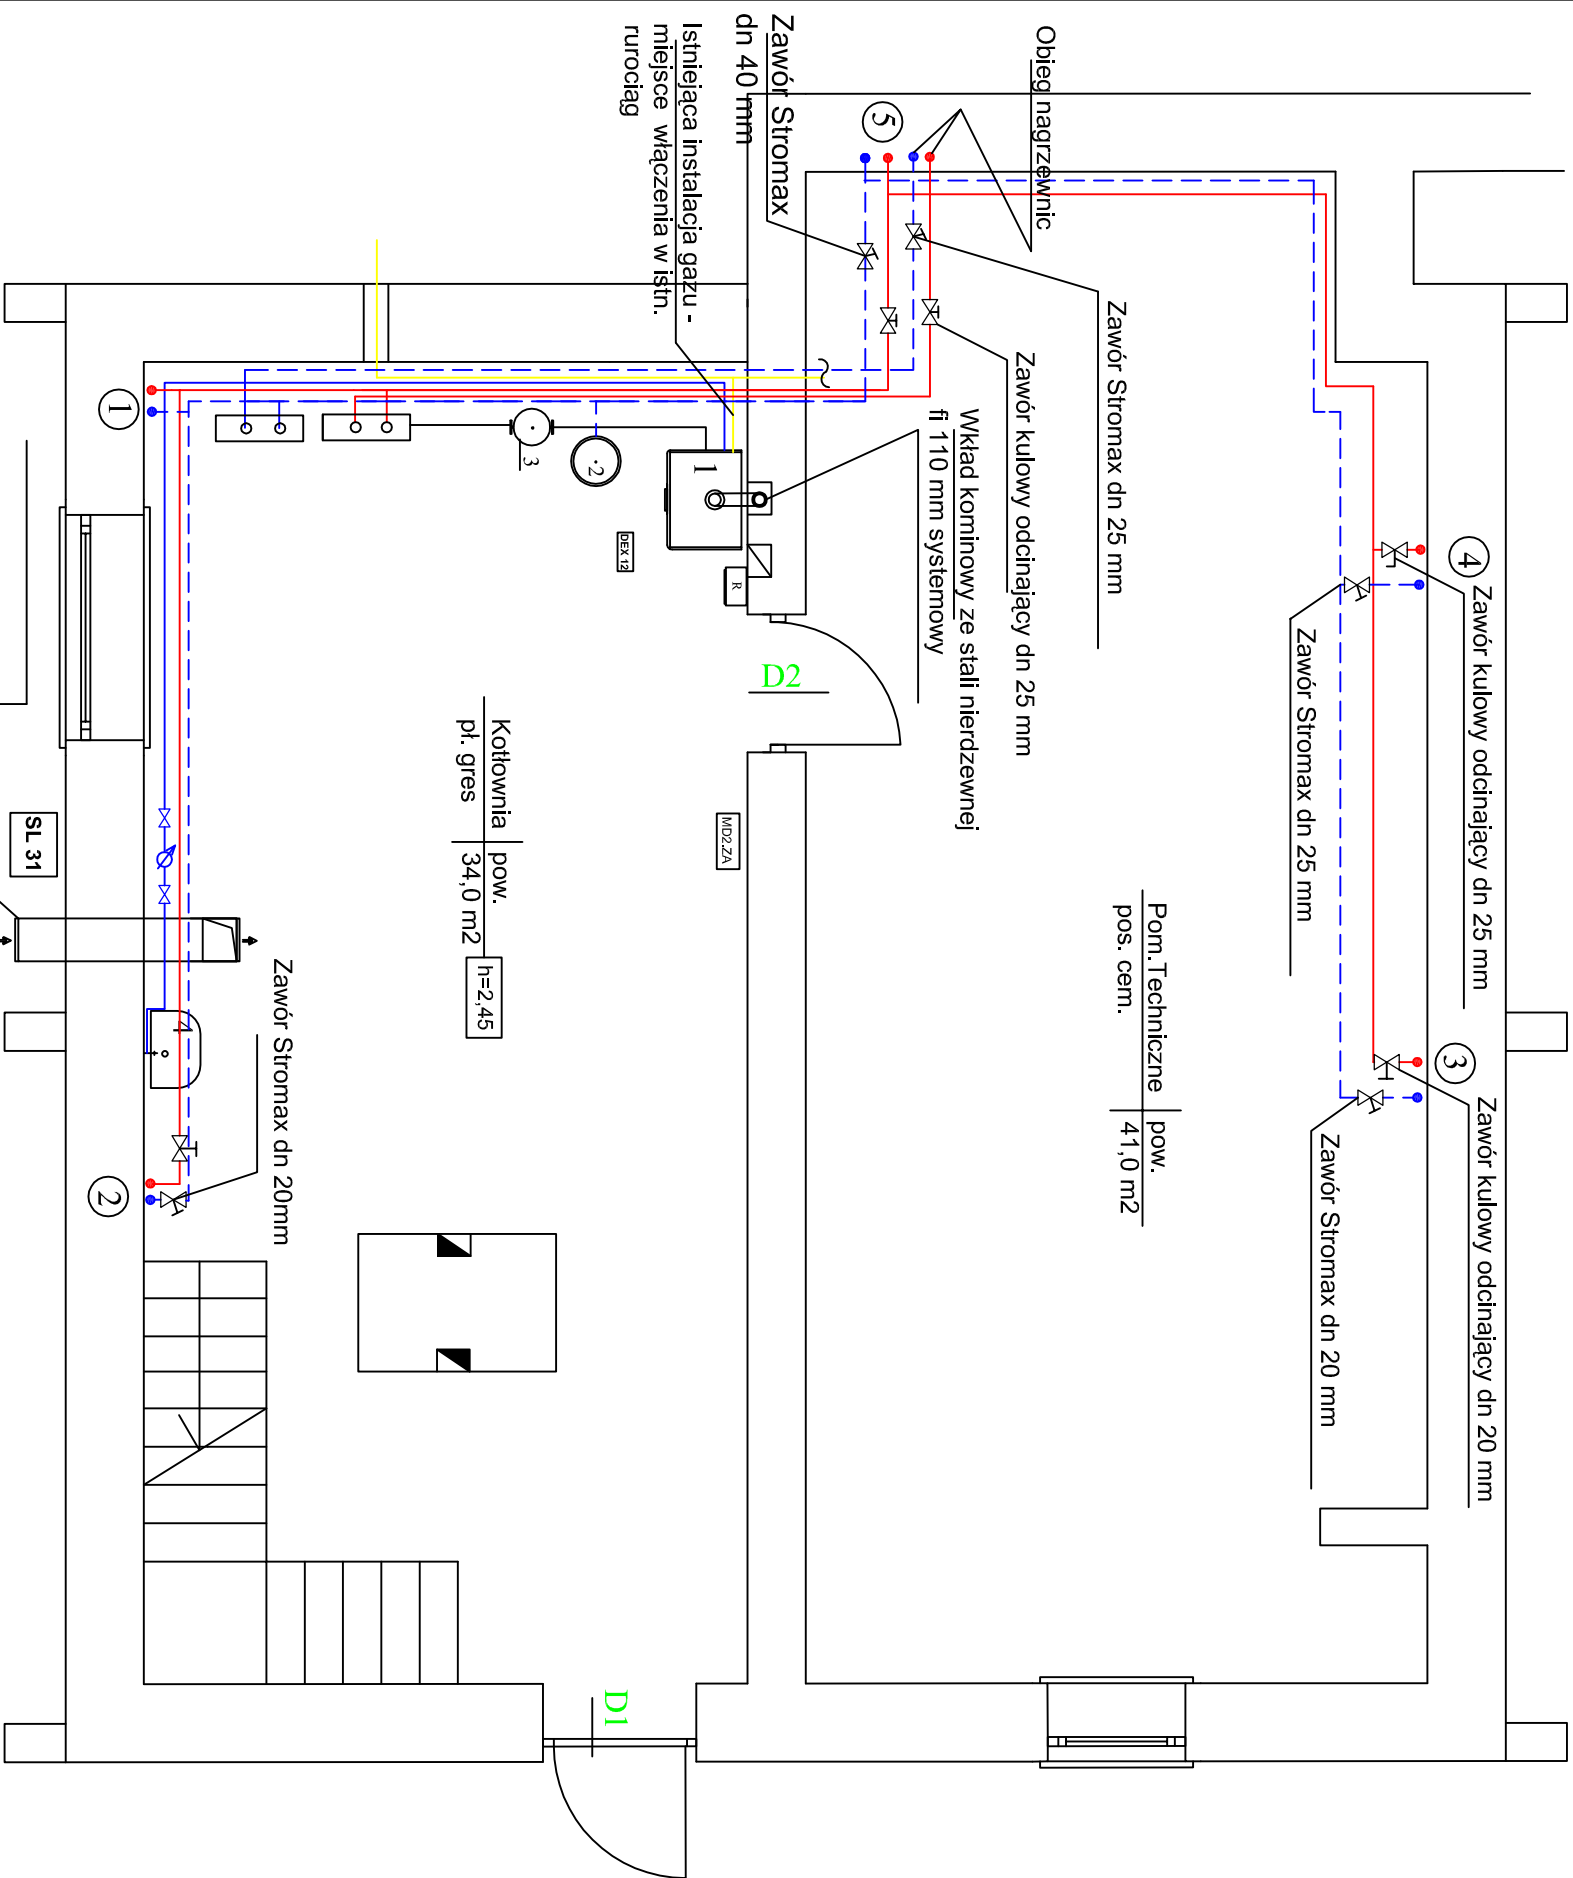 Obieg nagrzewnic
Zawór Stromax
dn 40 mm
Istniejąca instalacja gazu -
miejsce włączenia w istn.
rurociąg
5
Zawór Stromax dn 25 mm
Zawór kulowy odcinający dn 25 mm
Wkład kominowy ze stali nierdzewnej
fi 110 mm systemowy
4
Zawór kulowy odcinający dn 25 mm
Zawór Stromax dn 25 mm
3
Zawór kulowy odcinający dn 20 mm
Zawór Stromax dn 20 mm
Pom.Techniczne
pos. cem.
pow.
41,0 m2
1
3
2
1
DEX 12
R
D2
MD2.ZA
Kotłownia
pł. gres
pow.
34,0 m2
h=2,45
SL 31
4
Zawór Stromax dn 20mm
2
D1